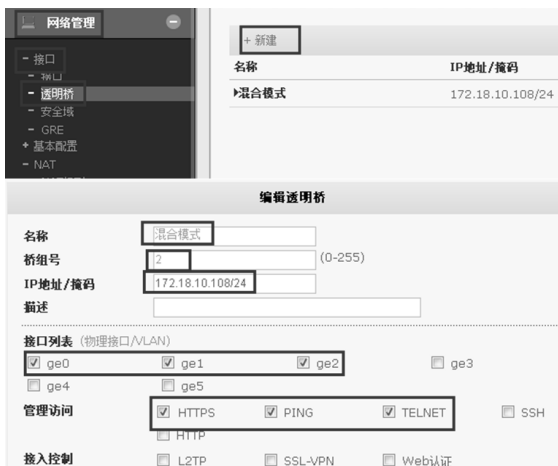 网络管理
- 接口
- 接口
- 透明桥
- 安全域
- GRE
+ 基本配置
- NAT
+ 新建
名称 IP地址/掩码
混合模式 172.18.10.108/24
编辑透明桥
名称 混合模式
桥组号 2 (0-255)
IP地址/掩码 172.18.10.108/24
描述
接口列表 (物理接口/VLAN)
ge0 ge1 ge2 ge3
ge4 ge5
管理访问 HTTPS PING TELNET SSH
HTTP
接入控制 L2TP SSL-VPN Web认证